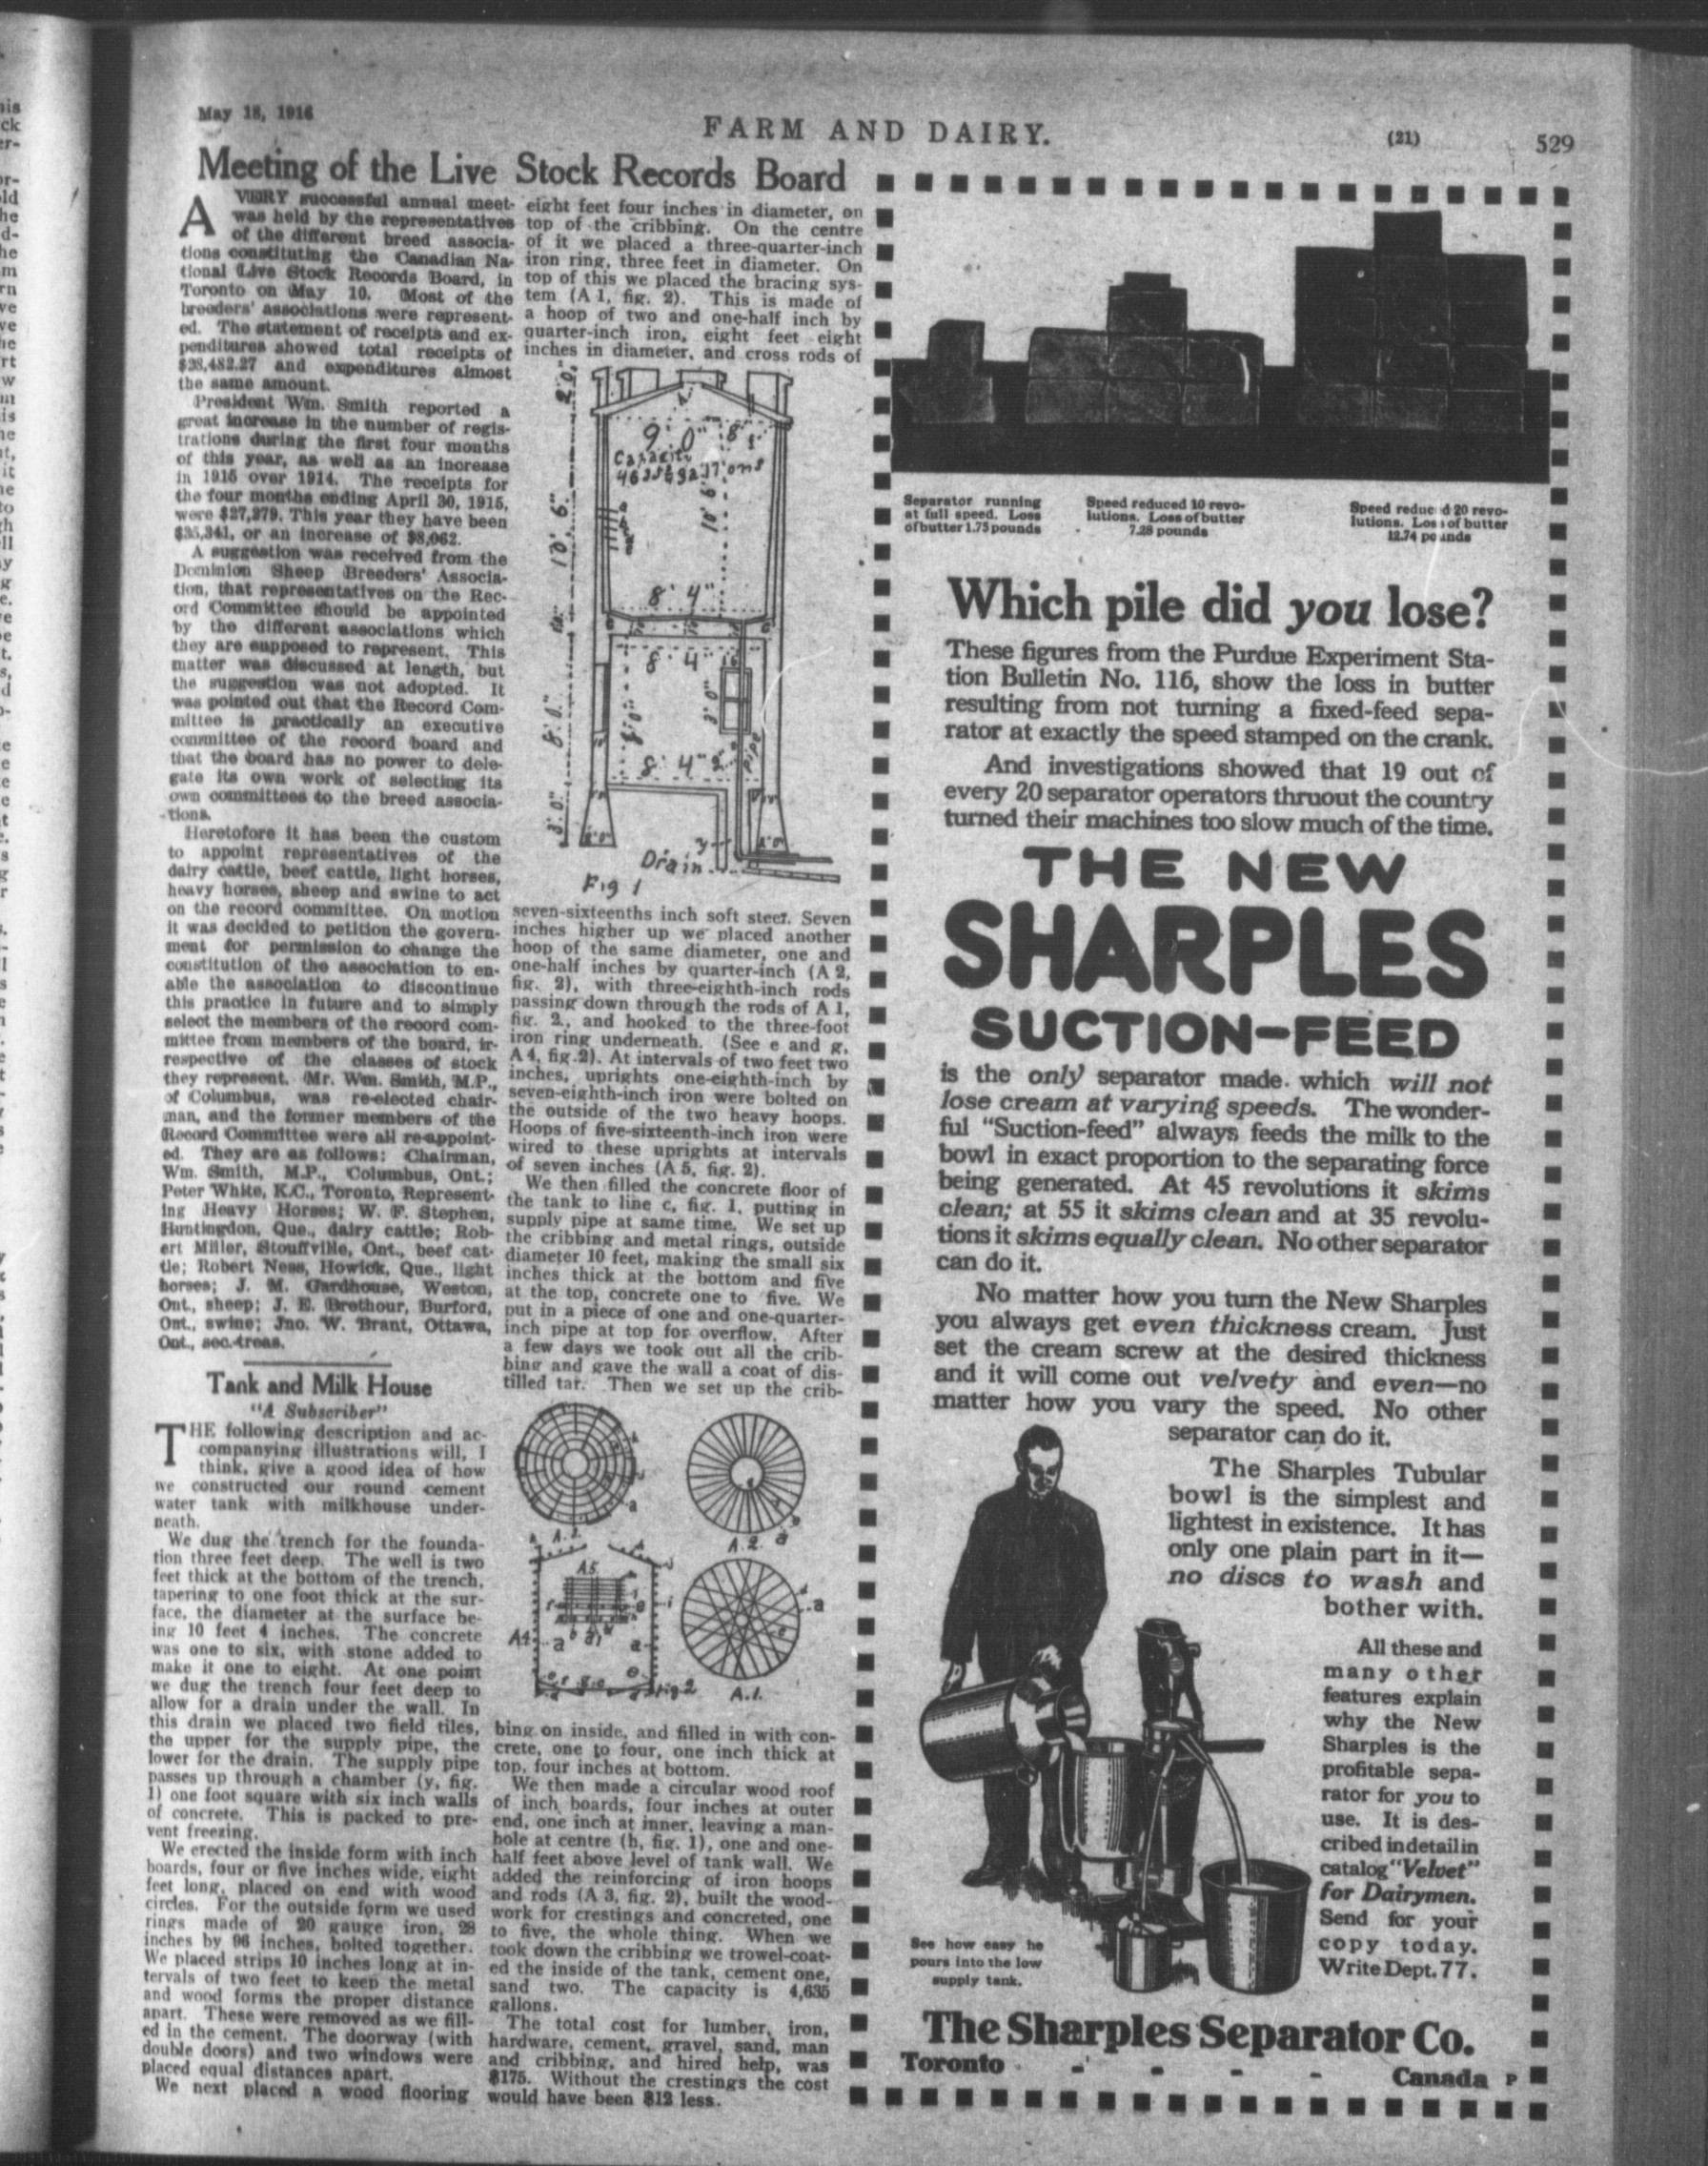 May 18, 1916
FARM AND DAIRY.
(21)
529
Meeting of the Live Stock Records Board
A VERY successful annual meet-
was held by the representatives
of the different breed associa-
tions constituting the Canadian Na-
tional Live Stock Records Board, in
Toronto on May 10. Most of the
breeders' associations were represent-
ed. The statement of receipts and ex-
penditures showed total receipts of
$28,482.27 and expenditures almost
the same amount.
President Wm. Smith reported a
great increase in the number of regis-
trations during the first four months
of this year, as well as an increase
in 1915 over 1914. The receipts for
the four months ending April 30, 1915,
were $27,279. This year they have been
$35,341, or an increase of $8,062.
A suggestion was received from the
Dominion Sheep Breeders' Associa-
tion, that representatives on the Rec-
ord Committee should be appointed
by the different associations which
they are supposed to represent. This
matter was discussed at length, but
the suggestion was not adopted. It
was pointed out that the Record Com-
mittee is practically an executive
committee of the record board and
that the board has no power to dele-
gate its own work of selecting its
own committees to the breed associa-
tions.
Heretofore it has been the custom
to appoint representatives of the
dairy cattle, beef cattle, light horses,
heavy horses, sheep and swine to act
on the record committee. On motion
it was decided to petition the govern-
ment for permission to change the
constitution of the association to en-
able the association to discontinue
this practice in future and to simply
select the members of the record com-
mittee from members of the board, ir-
respective of the classes of stock
they represent. Mr. Wm. Smith, M.P.,
of Columbus, was re-elected chair-
man, and the former members of the
Record Committee were all re-appoint-
ed. They are as follows: Chairman,
Wm. Smith, M.P., Columbus, Ont.;
Peter White, K.C., Toronto, Represent-
ing Heavy Horses; W. F. Stephen,
Huntingdon, Que., dairy cattle; Rob-
ert Miller, Stouffville, Ont., beef cat-
tle; Robert Ness, Howick, Que., light
horses; J. M. Gardhouse, Weston,
Ont., sheep; J. E. Brethour, Burford,
Ont., swine; Jno. W. Brant, Ottawa,
Ont., sec.-treas.
Tank and Milk House
"A Subscriber"
THE following description and ac-
companying illustrations will, I
think, give a good idea of how
we constructed our round cement
water tank with milkhouse under-
neath.
We dug the trench for the founda-
tion three feet deep. The well is two
feet thick at the bottom of the trench,
tapering to one foot thick at the sur-
face, the diameter at the surface be-
ing 10 feet 4 inches. The concrete
was one to six, with stone added to
make it one to eight. At one point
we dug the trench four feet deep to
allow for a drain under the wall. In
this drain we placed two field tiles,
the upper for the supply pipe, the
lower for the drain. The supply pipe
passes up through a chamber (y, fig.
1) one foot square with six inch walls
of concrete. This is packed to pre-
vent freezing.
We erected the inside form with inch
boards, four or five inches wide, eight
feet long, placed on end with wood
circles. For the outside form we used
rings made of 20 gauge iron, 28
inches by 96 inches, bolted together.
We placed strips 10 inches long at in-
tervals of two feet to keep the metal
and wood forms the proper distance
apart. These were removed as we fill-
ed in the cement. The doorway (with
double doors) and two windows were
placed equal distances apart.
We next placed a wood flooring
eight feet four inches in diameter, on
top of the cribbing. On the centre
of it we placed a three-quarter-inch
iron ring, three feet in diameter. On
top of this we placed the bracing sys-
tem (A 1, fig. 2). This is made of
a hoop of two and one-half inch by
quarter-inch iron, eight feet eight
inches in diameter, and cross rods of
2' 0"
10' 6"
8' 0"
3' 0"
9' 0"
Capacity
10' 6"
8' 4"
8' 4
8' 0"
3' 0"
8' 4"
pipe
Drain
Fig 1
seven-sixteenths inch soft steel. Seven
inches higher up we placed another
hoop of the same diameter, one and
one-half inches by quarter-inch (A 2,
fig. 2), with three-eighth-inch rods
passing down through the rods of A 1,
fig. 2., and hooked to the three-foot
iron ring underneath. (See e and g,
A 4, fig.2). At intervals of two feet two
inches, uprights one-eighth-inch by
seven-eighth-inch iron were bolted on
the outside of the two heavy hoops.
Hoops of five-sixteenth-inch iron were
wired to these uprights at intervals
of seven inches (A 5, fig. 2).
We then filled the concrete floor of
the tank to line c, fig. 1, putting in
supply pipe at same time. We set up
the cribbing and metal rings, outside
diameter 10 feet, making the small six
inches thick at the bottom and five
at the top, concrete one to five. We
put in a piece of one and one-quarter-
inch pipe at top for overflow. After
a few days we took out all the crib-
bing and gave the wall a coat of dis-
tilled tar. Then we set up the crib-
A.2.
A5
A4
Fig 2
A.1.
bing on inside, and filled in with con-
crete, one to four, one inch thick at
top, four inches at bottom.
We then made a circular wood roof
of inch boards, four inches at outer
end, one inch at inner, leaving a man-
hole at centre (h, fig. 1), one and one-
half feet above level of tank wall. We
added the reinforcing of iron hoops
and rods (A 3, fig. 2), built the wood-
work for crestings and concreted, one
to five, the whole thing. When we
took down the cribbing we trowel-coat-
ed the inside of the tank, cement one,
sand two. The capacity is 4,635
gallons.
The total cost for lumber, iron,
hardware, cement, gravel, sand, man
and cribbing, and hired help, was
$175. Without the crestings the cost
would have been $12 less.
Separator running
at full speed. Loss
of butter 1.75 pounds
Speed reduced 10 revo-
lutions. Loss of butter
7.28 pounds
Speed reduced 20 revo-
lutions. Loss of butter
12.74 pounds
Which pile did you lose?
These figures from the Purdue Experiment Sta-
tion Bulletin No. 116, show the loss in butter
resulting from not turning a fixed-feed sepa-
rator at exactly the speed stamped on the crank.
And investigations showed that 19 out of
every 20 separator operators thruout the country
turned their machines too slow much of the time.
THE NEW
SHARPLES
SUCTION-FEED
is the only separator made which will not
lose cream at varying speeds. The wonder-
ful "Suction-feed" always feeds the milk to the
bowl in exact proportion to the separating force
being generated. At 45 revolutions it skims
clean; at 55 it skims clean and at 35 revolu-
tions it skims equally clean. No other separator
can do it.
No matter how you turn the New Sharples
you always get even thickness cream. Just
set the cream screw at the desired thickness
and it will come out velvety and even—no
matter how you vary the speed. No other
separator can do it.
The Sharples Tubular
bowl is the simplest and
lightest in existence. It has
only one plain part in it—
no discs to wash and
bother with.
All these and
many other
features explain
why the New
Sharples is the
profitable sepa-
rator for you to
use. It is des-
cribed in detail in
catalog "Velvet"
for Dairymen.
Send for your
copy today.
Write Dept. 77.
See how easy he
pours into the low
supply tank.
The Sharples Separator Co.
Toronto - - - - Canada P